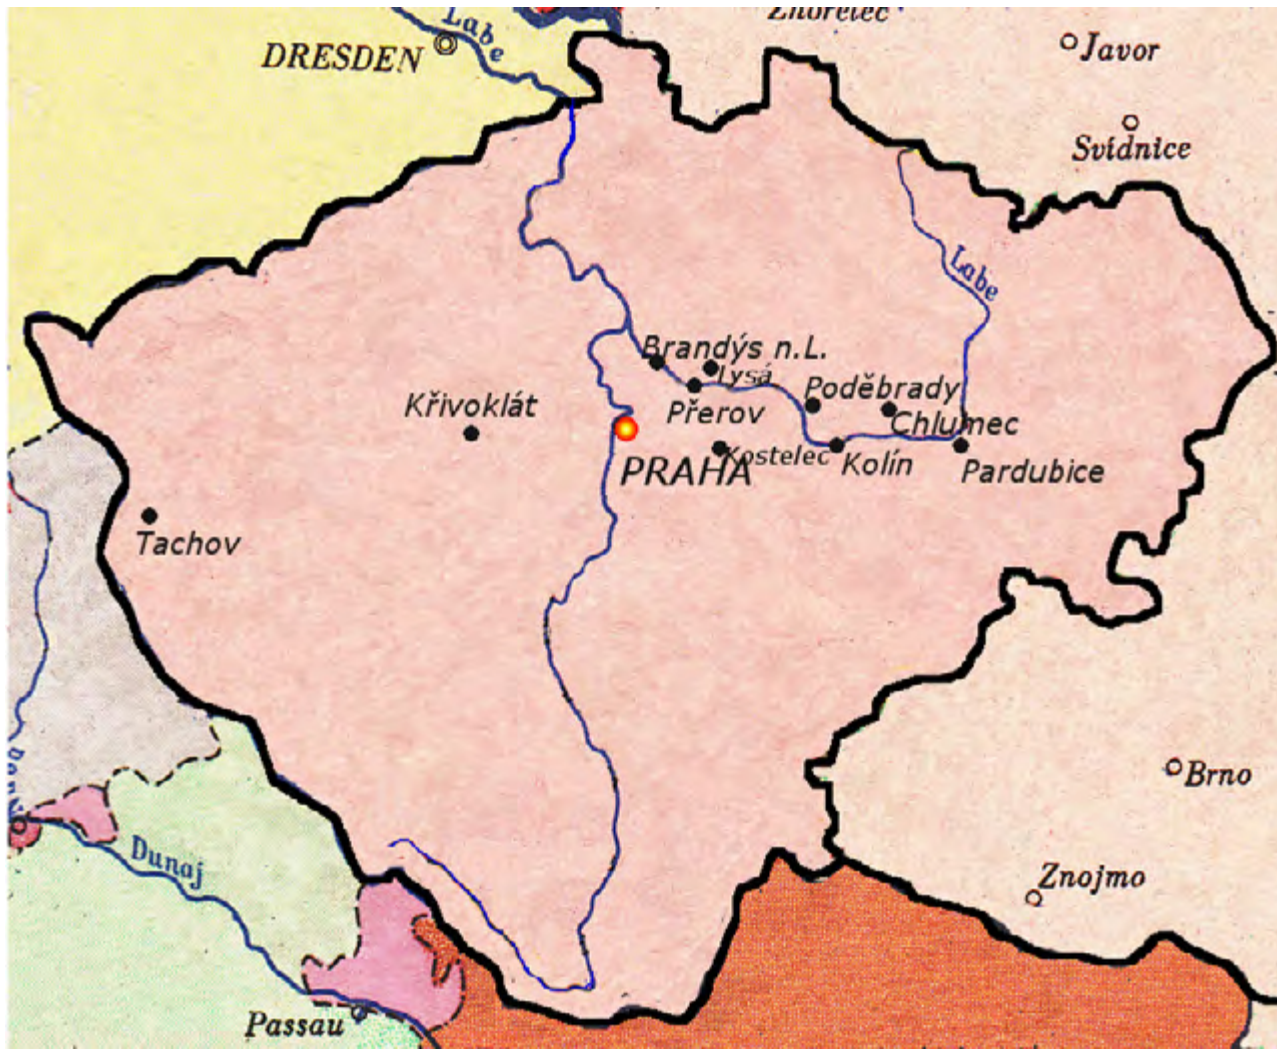 Zhořelec
Labe
DRESDEN
Javor
Svídnice
Labe
Brandýs n.L.
Lysá
Poděbrady
Křivoklát
Přerov
Chlumec
Kostelec
Kolín
PRAHA
Pardubice
Tachov
Brno
Dunaj
Znojmo
Passau